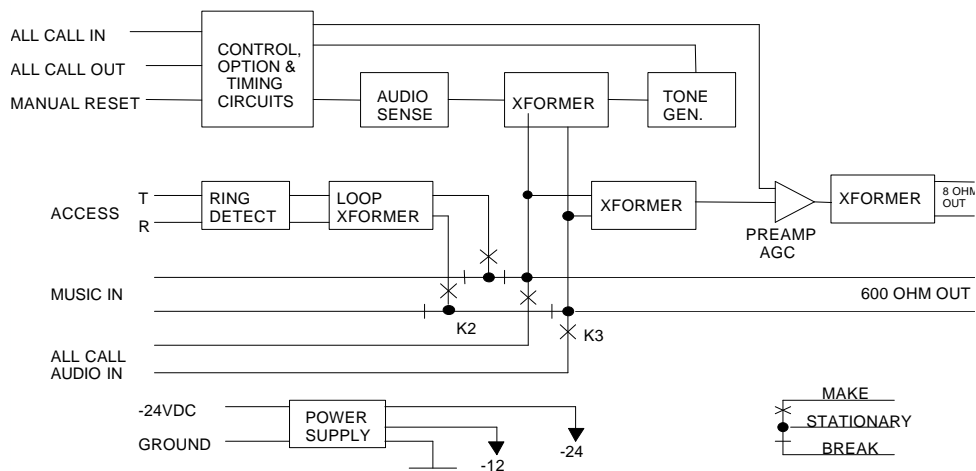 ALL CALL IN
ALL CALL OUT
MANUAL RESET
CONTROL,
OPTION &
TIMING
CIRCUITS
AUDIO
SENSE
XFORMER
TONE
GEN.
ACCESS
T
R
RING
DETECT
LOOP
XFORMER
XFORMER
PREAMP
AGC
XFORMER
8 OHM
OUT
MUSIC IN
600 OHM OUT
K2
K3
ALL CALL
AUDIO IN
-24VDC
GROUND
POWER
SUPPLY
-12
-24
MAKE
STATIONARY
BREAK